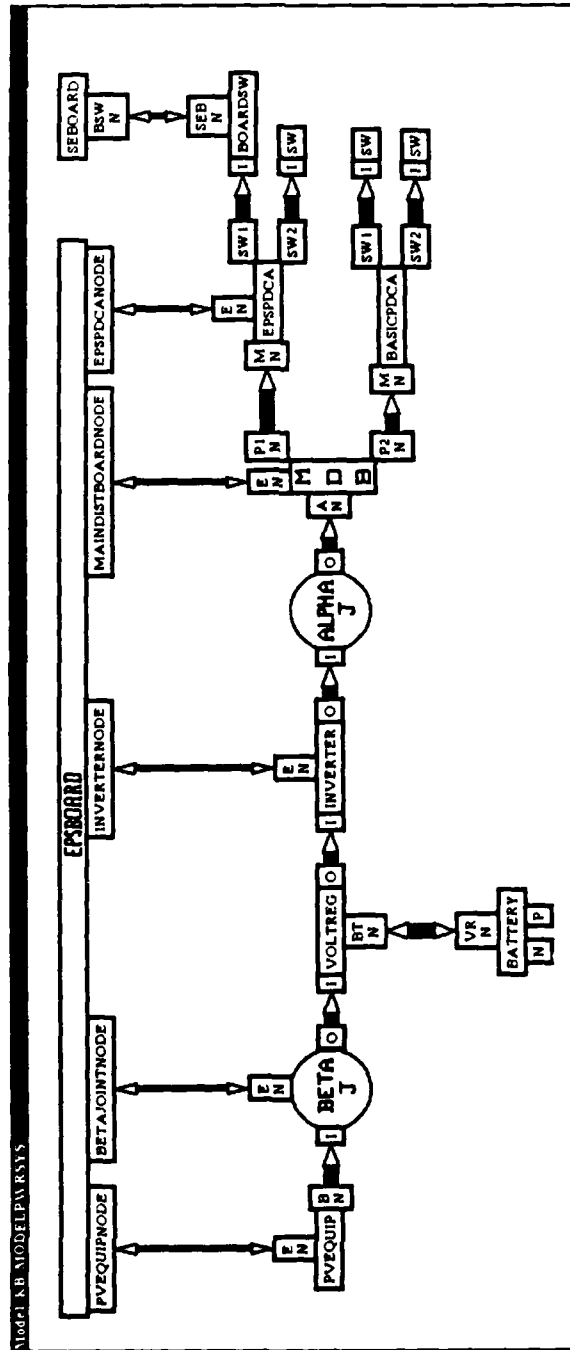 Model KB MODELPWRSYS
EPSBOARD
PVEQUIPNODE
BETAJOINTNODE
INVERTERNODE
MAINDISTBOARDNODE
EPSPDCANODE
SEBOARD
BSW
N
SEB
N
I BOARDSW
E
N
PVEQUIP
B
N
E
N
I
BETA
J
O
I VOLTREG O
BT
N
VR
N
BATTERY
N P
E
N
I INVERTER O
I
ALPHA
J
O
A
N
E
N
MDB
P1
N
P2
N
M
N
E
N
EPSPDCA
SW1
SW2
I SW
M
N
BASICPDCA
SW1
SW2
I SW
I SW